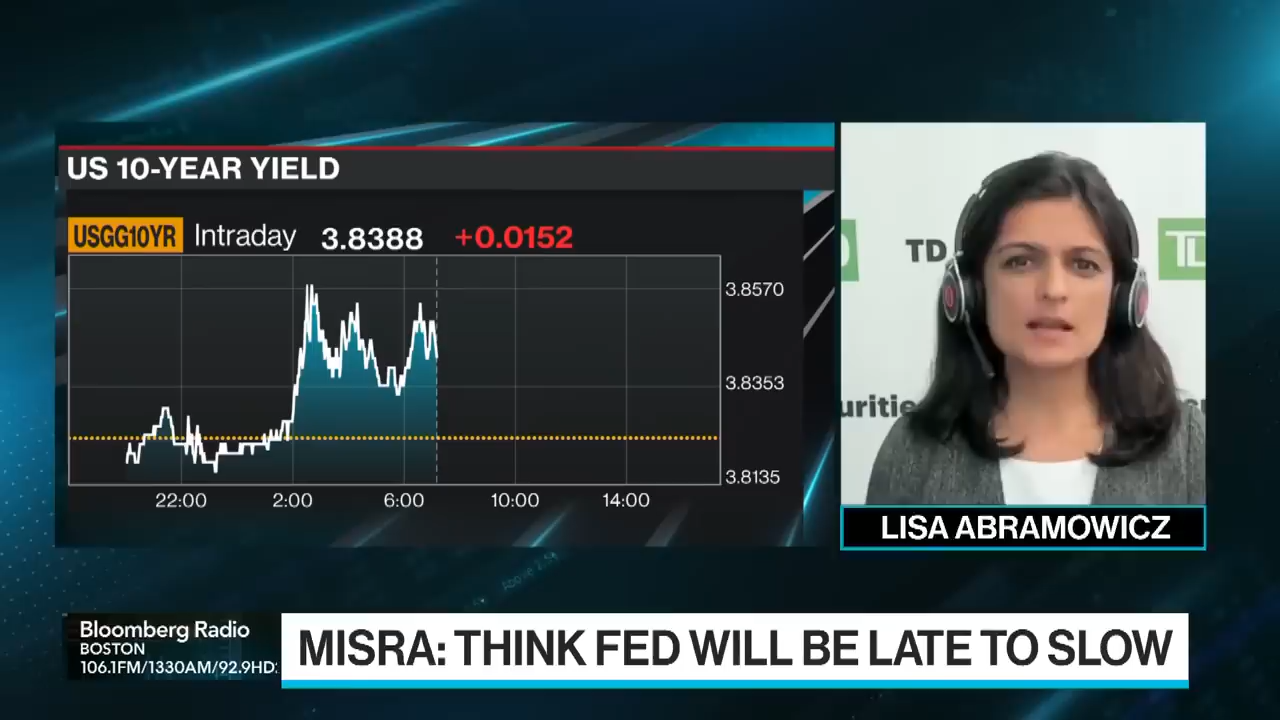 US 10-YEAR YIELD
USGG10YR Intraday 3.8388 +0.0152
3.8570
3.8353
3.8135
22:00 2:00 6:00 10:00 14:00
TD
TD
uritie
LISA ABRAMOWICZ
Bloomberg Radio
BOSTON
106.1FM/1330AM/92.9HD
MISRA: THINK FED WILL BE LATE TO SLOW